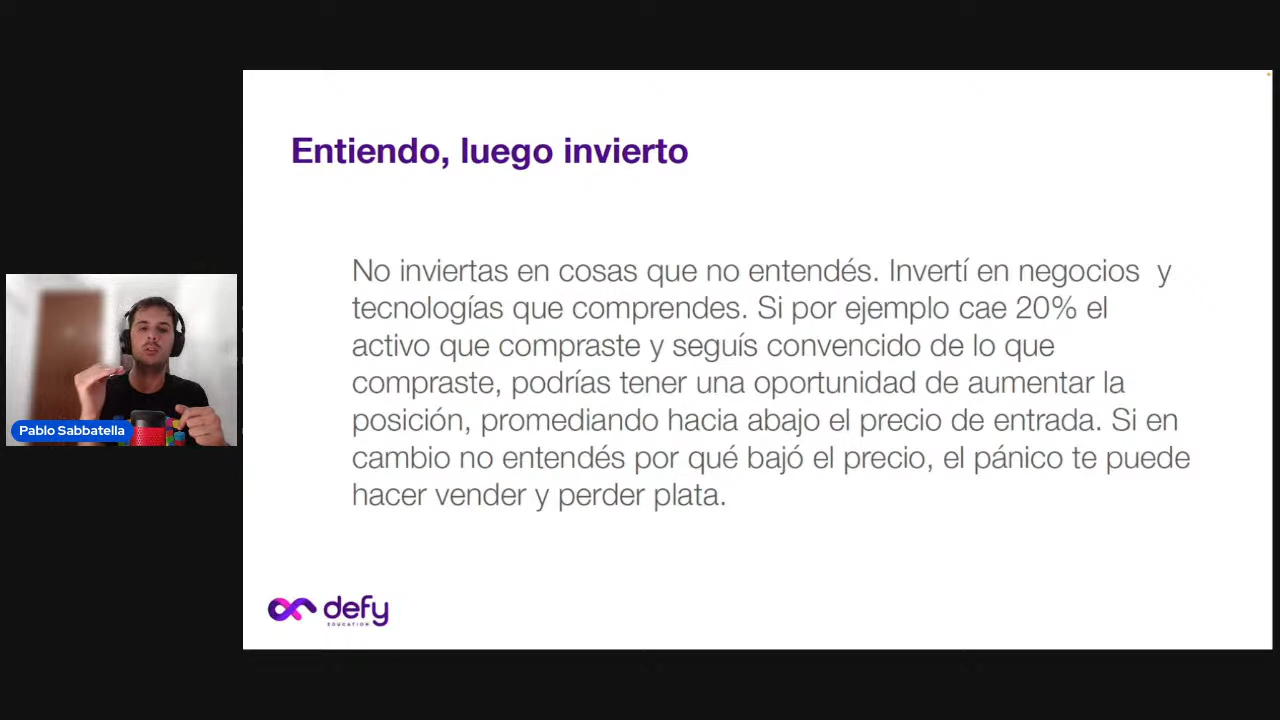 Entiendo, luego invierto
No inviertas en cosas que no entendés. Invertí en negocios  y
tecnologías que comprendes. Si por ejemplo cae 20% el
activo que compraste y seguís convencido de lo que
compraste, podrías tener una oportunidad de aumentar la
posición, promediando hacia abajo el precio de entrada. Si en
cambio no entendés por qué bajó el precio, el pánico te puede
hacer vender y perder plata.
Pablo Sabbatella
defy
EDUCATION